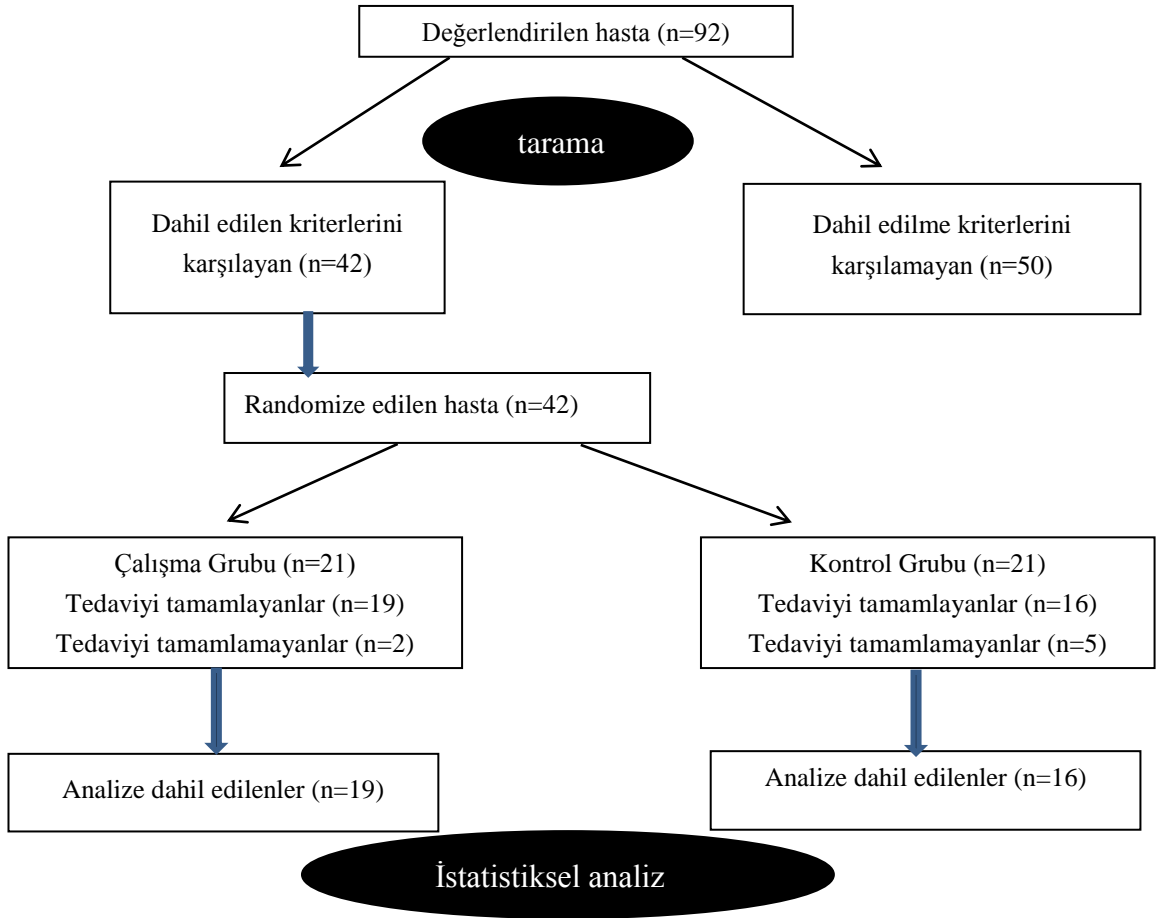 Değerlendirilen hasta (n=92)
tarama
Dahil edilen kriterlerini
karşılayan (n=42)
Dahil edilme kriterlerini
karşılamayan (n=50)
Randomize edilen hasta (n=42)
Çalışma Grubu (n=21)
Tedaviyi tamamlayanlar (n=19)
Tedaviyi tamamlamayanlar (n=2)
Kontrol Grubu (n=21)
Tedaviyi tamamlayanlar (n=16)
Tedaviyi tamamlamayanlar (n=5)
Analize dahil edilenler (n=19)
Analize dahil edilenler (n=16)
İstatistiksel analiz